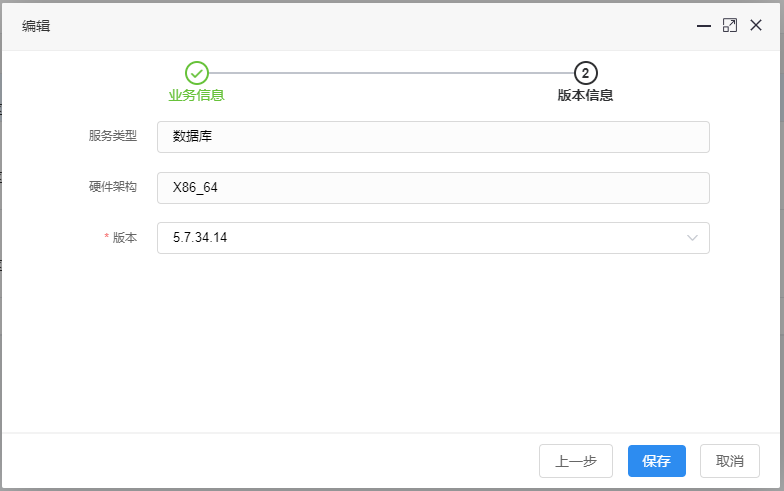 编辑
2
业务信息
版本信息
服务类型 数据库
硬件架构 X86_64
* 版本 5.7.34.14
上一步 保存 取消